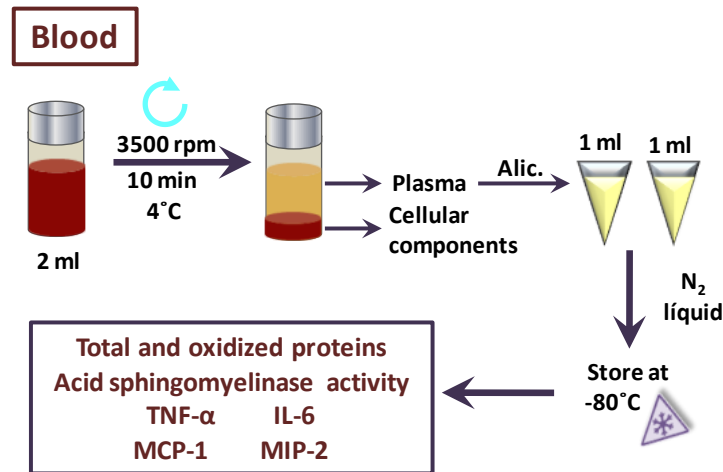 Blood
3500 rpm
10 min
4˚C
2 ml
Plasma
Cellular
components
Alic.
1 ml 1 ml
N₂
líquid
Store at
-80˚C
Total and oxidized proteins
Acid sphingomyelinase activity
TNF-α IL-6
MCP-1 MIP-2